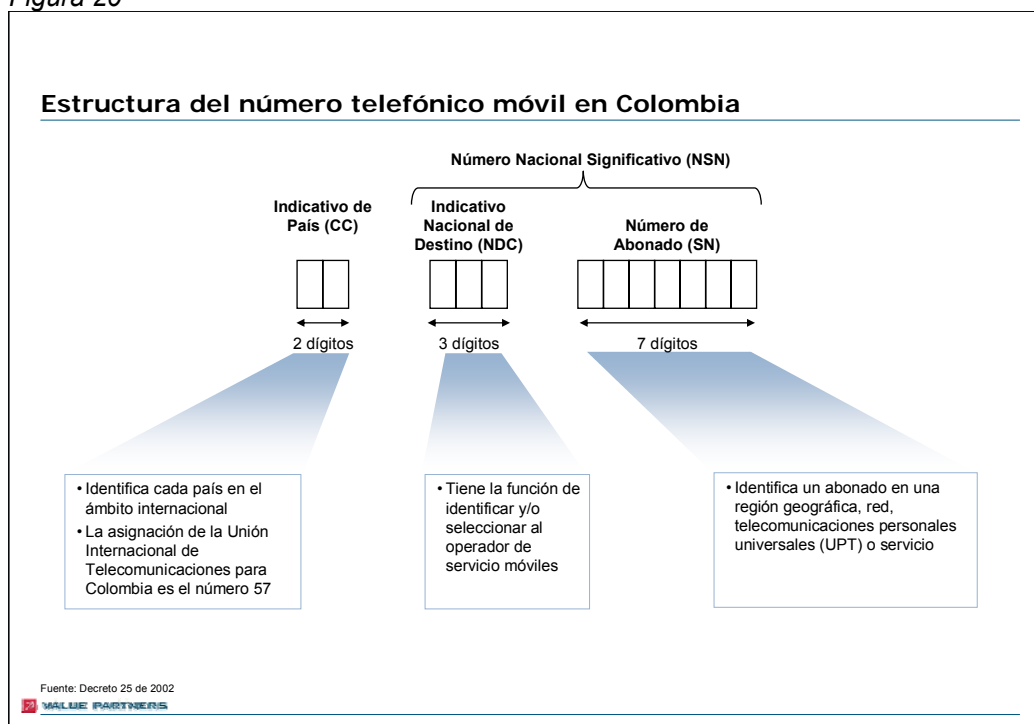 Figura 20
Estructura del número telefónico móvil en Colombia
Número Nacional Significativo (NSN)
Indicativo de
País (CC)
Indicativo
Nacional de
Destino (NDC)
Número de
Abonado (SN)
2 dígitos
3 dígitos
7 dígitos
• Identifica cada país en el
ámbito internacional
• La asignación de la Unión
Internacional de
Telecomunicaciones para
Colombia es el número 57
• Tiene la función de
identificar y/o
seleccionar al
operador de
servicio móviles
• Identifica un abonado en una
región geográfica, red,
telecomunicaciones personales
universales (UPT) o servicio
Fuente: Decreto 25 de 2002
VALUE PARTNERS